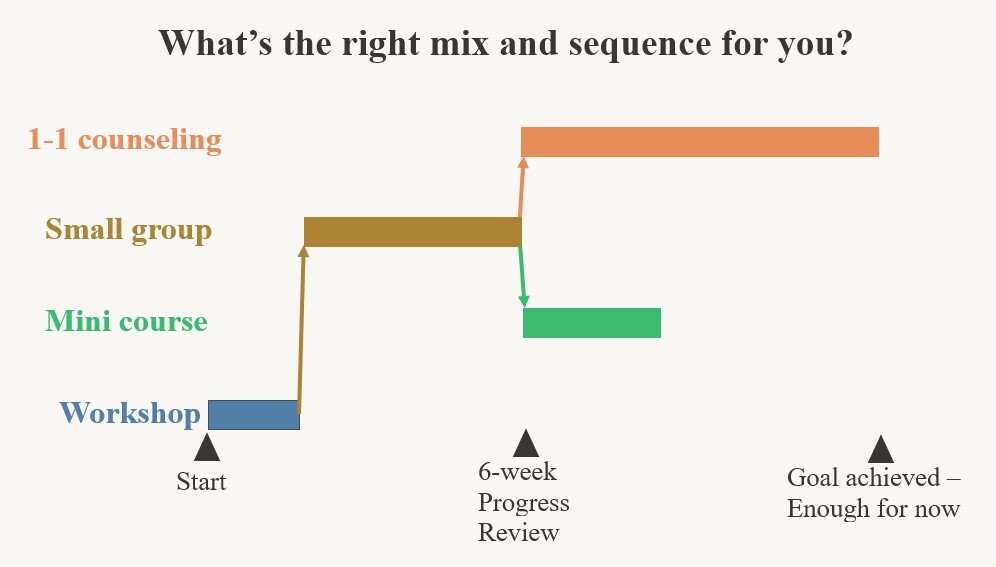 What’s the right mix and sequence for you?
1-1 counseling
Small group
Mini course
Workshop
Start
6-week
Progress
Review
Goal achieved –
Enough for now